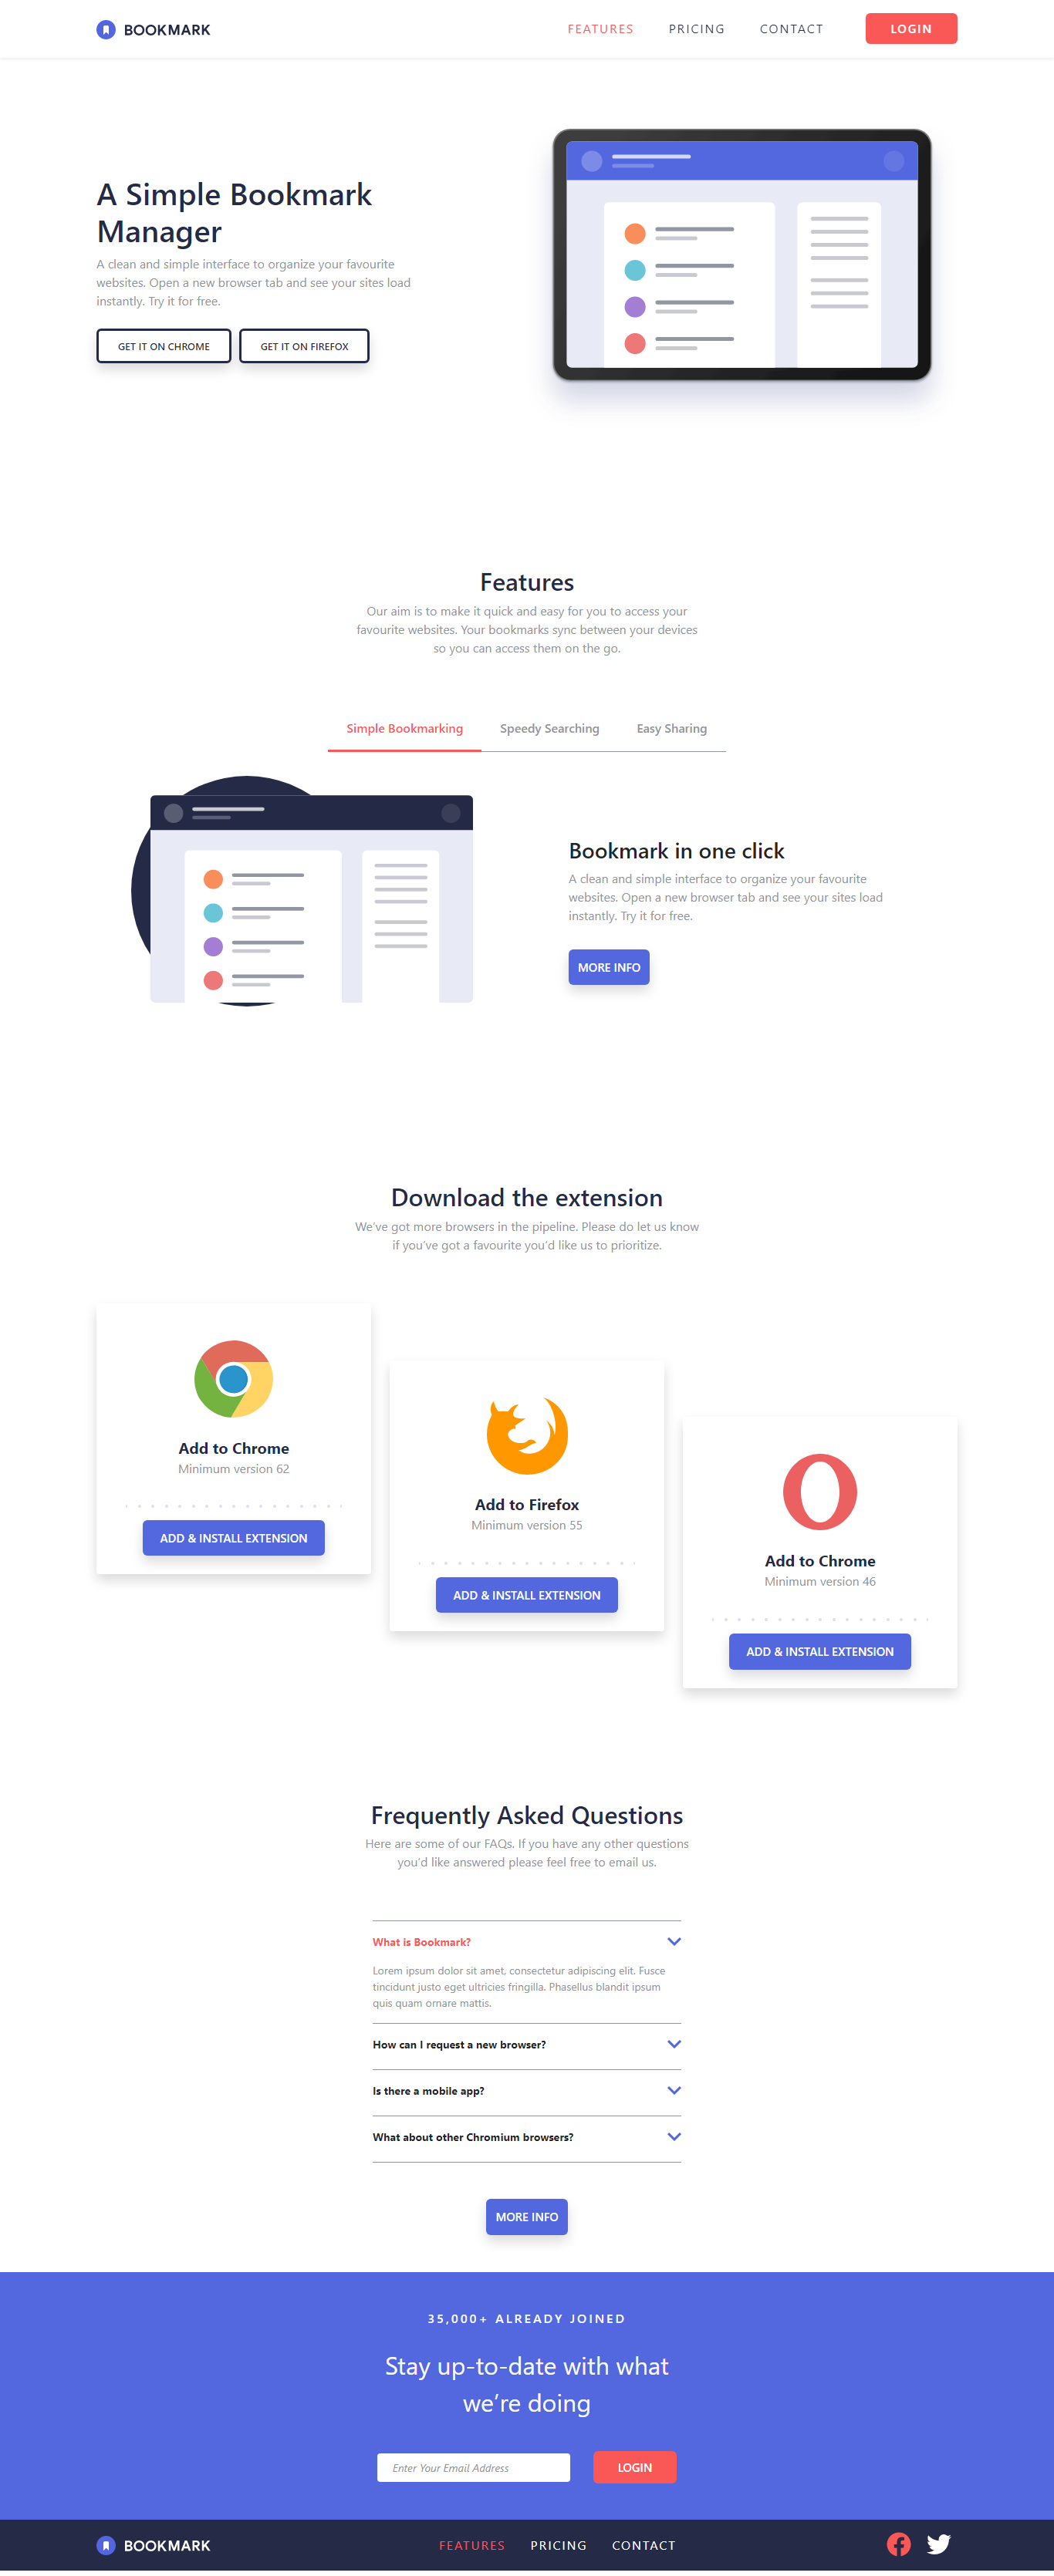 BOOKMARK
FEATURES PRICING CONTACT LOGIN
A Simple Bookmark
Manager
A clean and simple interface to organize your favourite
websites. Open a new browser tab and see your sites load
instantly. Try it for free.
GET IT ON CHROME GET IT ON FIREFOX
Features
Our aim is to make it quick and easy for you to access your
favourite websites. Your bookmarks sync between your devices
so you can access them on the go.
Simple Bookmarking Speedy Searching Easy Sharing
Bookmark in one click
A clean and simple interface to organize your favourite
websites. Open a new browser tab and see your sites load
instantly. Try it for free.
MORE INFO
Download the extension
We've got more browsers in the pipeline. Please do let us know
if you've got a favourite you'd like us to prioritize.
Add to Chrome
Minimum version 62
ADD & INSTALL EXTENSION
Add to Firefox
Minimum version 55
ADD & INSTALL EXTENSION
Add to Chrome
Minimum version 46
ADD & INSTALL EXTENSION
Frequently Asked Questions
Here are some of our FAQs. If you have any other questions
you'd like answered please feel free to email us.
What is Bookmark?
Lorem ipsum dolor sit amet, consectetur adipiscing elit. Fusce
tincidunt justo eget ultricies fringilla. Phasellus blandit ipsum
quis quam ornare mattis.
How can I request a new browser?
Is there a mobile app?
What about other Chromium browsers?
MORE INFO
35,000+ ALREADY JOINED
Stay up-to-date with what
we're doing
Enter Your Email Address LOGIN
BOOKMARK FEATURES PRICING CONTACT